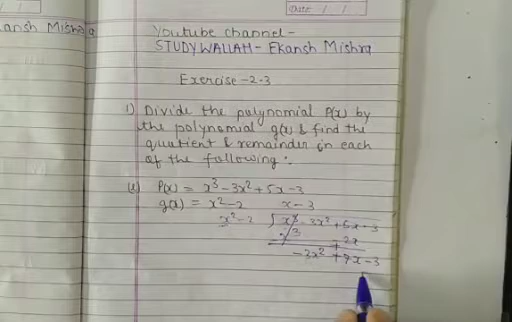 ansh Mishra
Date / /
Youtube channel-
STUDYWALLAH- Ekansh Mishra
Exercise-2.3
1) Divide the polynomial P(x) by
the polynomial g(x) & find the
quotient & remainder in each
of the following:
P(x) = x³-3x²+5x-3
g(x) = x²-2
x-3
x²-2 ) x³-3x²+5x-3
x³ -2x
- +
-3x² +7x-3